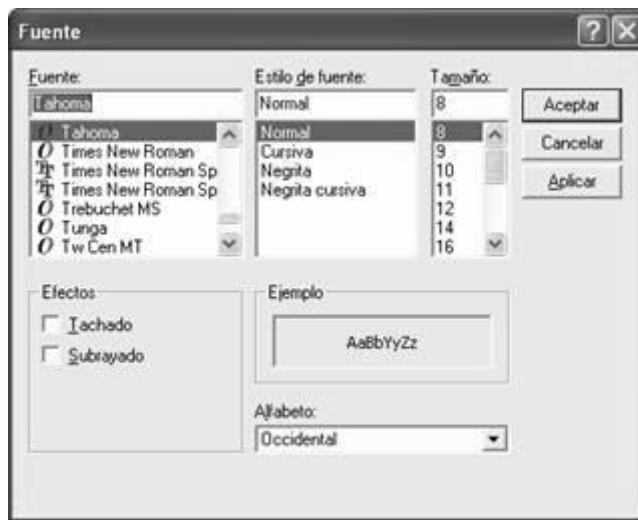 Fuente
Fuente:
Tahoma
Tahoma
Times New Roman
Times New Roman Sp
Times New Roman Sp
Trebuchet MS
Tunga
Tw Cen MT
Estilo de fuente:
Normal
Normal
Cursiva
Negrita
Negrita cursiva
Tamaño:
8
8
9
10
11
12
14
16
Aceptar
Cancelar
Aplicar
Efectos
Tachado
Subrayado
Ejemplo
AaBbYyZz
Alfabeto:
Occidental